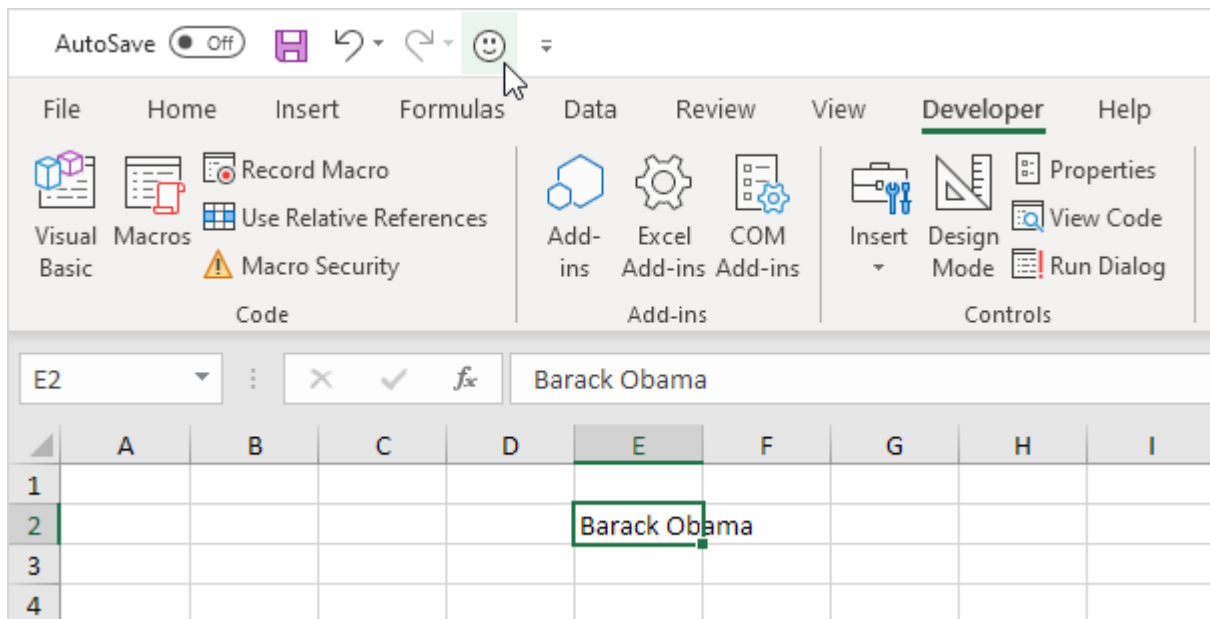 AutoSave Off
File Home Insert Formulas Data Review View Developer Help
Visual Basic
Macros
Record Macro
Use Relative References
Macro Security
Code
Add-ins
Excel Add-ins
COM Add-ins
Add-ins
Insert
Design Mode
Properties
View Code
Run Dialog
Controls
E2 fx Barack Obama
A B C D E F G H I
1
2 Barack Obama
3
4